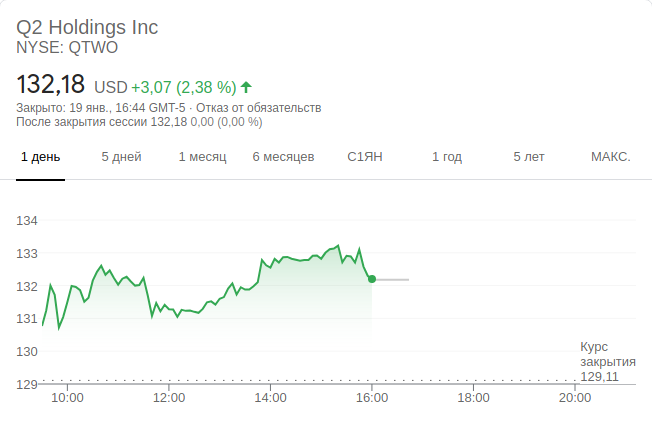 Q2 Holdings Inc
NYSE: QTWO
132,18 USD +3,07 (2,38 %)
Закрыто: 19 янв., 16:44 GMT-5 · Отказ от обязательств
После закрытия сессии 132,18 0,00 (0,00 %)
1 день 5 дней 1 месяц 6 месяцев С1ЯН 1 год 5 лет МАКС.
134
133
132
131
130
Курс
закрытия
129,11
129
10:00 12:00 14:00 16:00 18:00 20:00